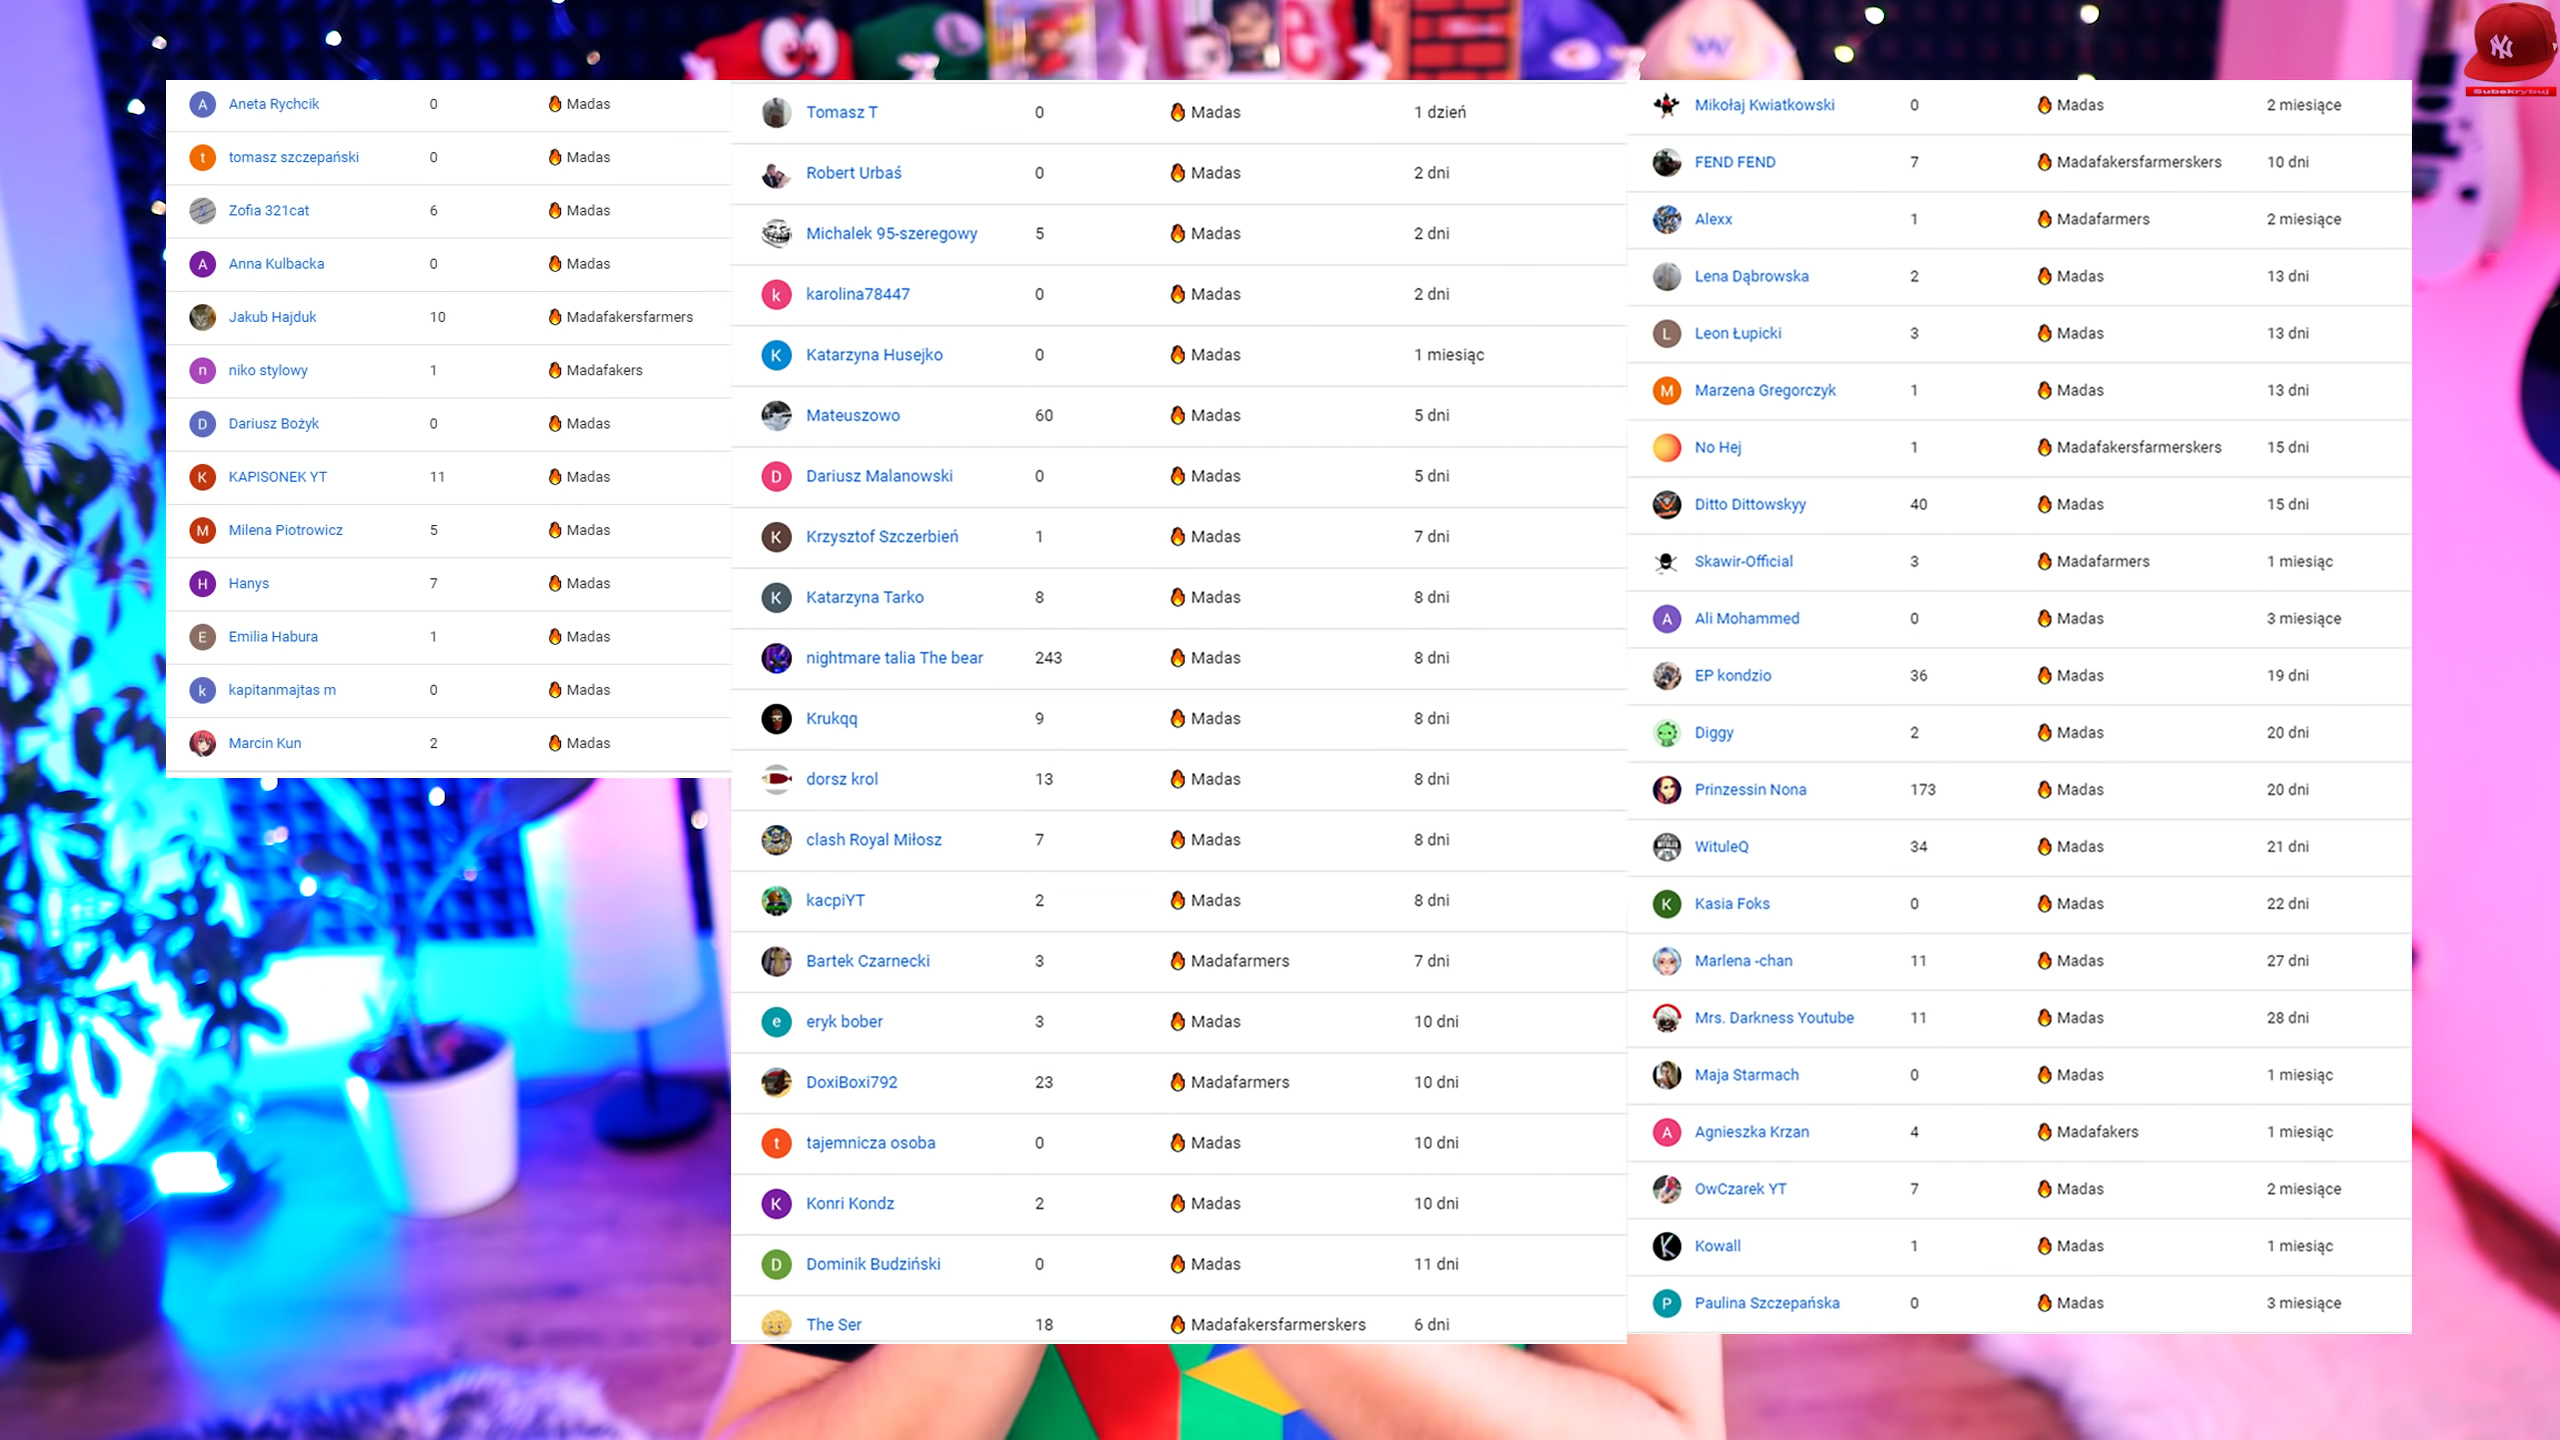 Aneta Rychcik 0 Madas
tomasz szczepański 0 Madas
Zofia 321cat 6 Madas
Anna Kulbacka 0 Madas
Jakub Hajduk 10 Madafakersfarmers
niko stylowy 1 Madafakers
Dariusz Bożyk 0 Madas
KAPISONEK YT 11 Madas
Milena Piotrowicz 5 Madas
Hanys 7 Madas
Emilia Habura 1 Madas
kapitanmajtas m 0 Madas
Marcin Kun 2 Madas
Tomasz T 0 Madas 1 dzień
Robert Urbaś 0 Madas 2 dni
Michalek 95-szeregowy 5 Madas 2 dni
karolina78447 0 Madas 2 dni
Katarzyna Husejko 0 Madas 1 miesiąc
Mateuszowo 60 Madas 5 dni
Dariusz Malanowski 0 Madas 5 dni
Krzysztof Szczerbień 1 Madas 7 dni
Katarzyna Tarko 8 Madas 8 dni
nightmare talia The bear 243 Madas 8 dni
Krukqq 9 Madas 8 dni
dorsz krol 13 Madas 8 dni
clash Royal Miłosz 7 Madas 8 dni
kacpiYT 2 Madas 8 dni
Bartek Czarnecki 3 Madafarmers 7 dni
eryk bober 3 Madas 10 dni
DoxiBoxi792 23 Madafarmers 10 dni
tajemnicza osoba 0 Madas 10 dni
Konri Kondz 2 Madas 10 dni
Dominik Budziński 0 Madas 11 dni
The Ser 18 Madafakersfarmerskers 6 dni
Mikołaj Kwiatkowski 0 Madas 2 miesiące
FEND FEND 7 Madafakersfarmerskers 10 dni
Alexx 1 Madafarmers 2 miesiące
Lena Dąbrowska 2 Madas 13 dni
Leon Łupicki 3 Madas 13 dni
Marzena Gregorczyk 1 Madas 13 dni
No Hej 1 Madafakersfarmerskers 15 dni
Ditto Dittowskyy 40 Madas 15 dni
Skawir-Official 3 Madafarmers 1 miesiąc
Ali Mohammed 0 Madas 3 miesiące
EP kondzio 36 Madas 19 dni
Diggy 2 Madas 20 dni
Prinzessin Nona 173 Madas 20 dni
WituleQ 34 Madas 21 dni
Kasia Foks 0 Madas 22 dni
Marlena -chan 11 Madas 27 dni
Mrs. Darkness Youtube 11 Madas 28 dni
Maja Starmach 0 Madas 1 miesiąc
Agnieszka Krzan 4 Madafakers 1 miesiąc
OwCzarek YT 7 Madas 2 miesiące
Kowall 1 Madas 1 miesiąc
Paulina Szczepańska 0 Madas 3 miesiące
NY
Subskrybuj